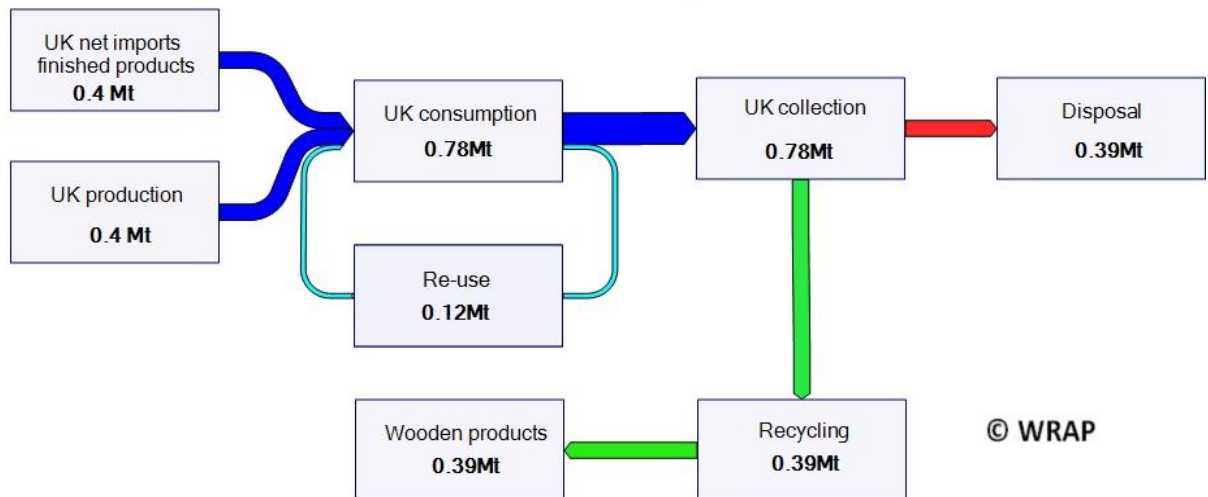 UK net imports
finished products
0.4 Mt
UK consumption
0.78Mt
UK collection
0.78Mt
Disposal
0.39Mt
UK production
0.4 Mt
Re-use
0.12Mt
Wooden products
0.39Mt
Recycling
0.39Mt
© WRAP